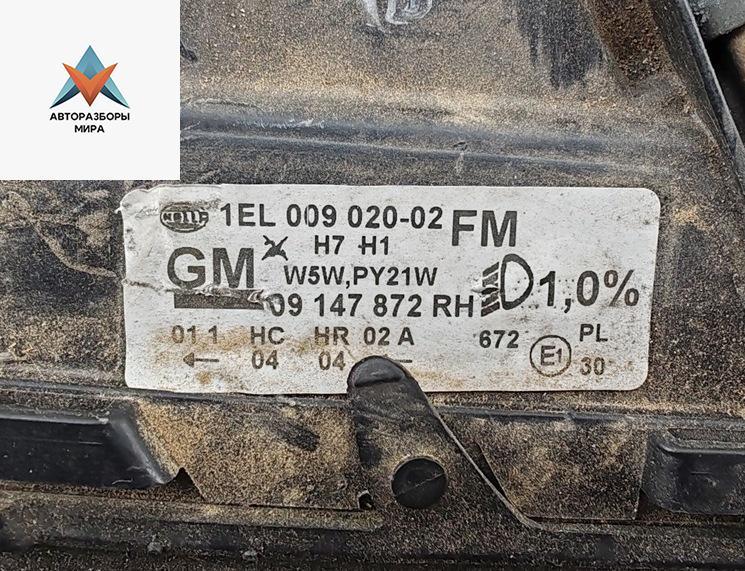 АВТОРАЗБОРЫ
МИРА
HELLA 1EL 009 020-02 FM
H7 H1
GM W5W,PY21W 1,0%
09 147 872 RH
01 1 HC HR 02 A 672 E1 PL
04 04 30